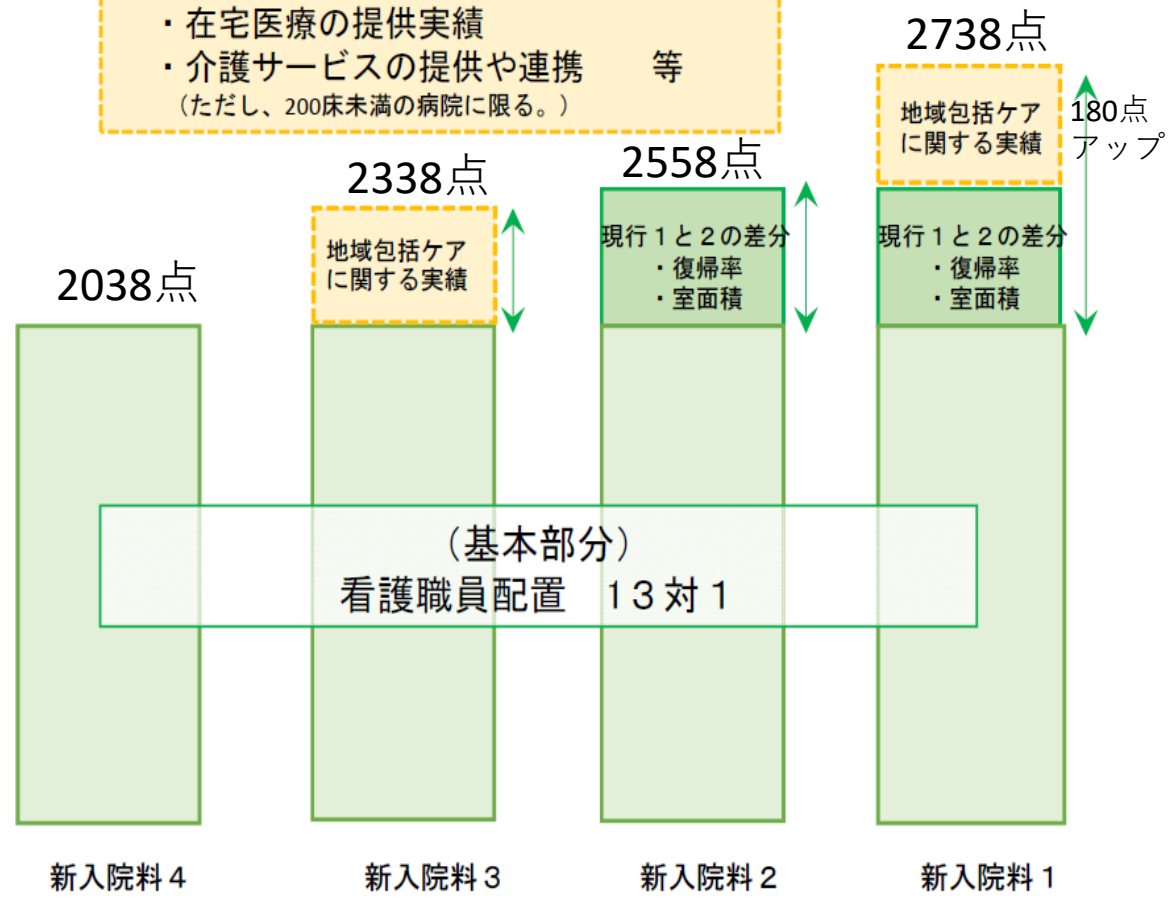 ・在宅医療の提供実績
・介護サービスの提供や連携　　等
（ただし、200床未満の病院に限る。）
2738点
地域包括ケア
に関する実績
180点
アップ
2558点
2338点
現行１と２の差分
・復帰率
・室面積
現行１と２の差分
・復帰率
・室面積
地域包括ケア
に関する実績
2038点
（基本部分）
看護職員配置　１３対１
新入院料４
新入院料３
新入院料２
新入院料１